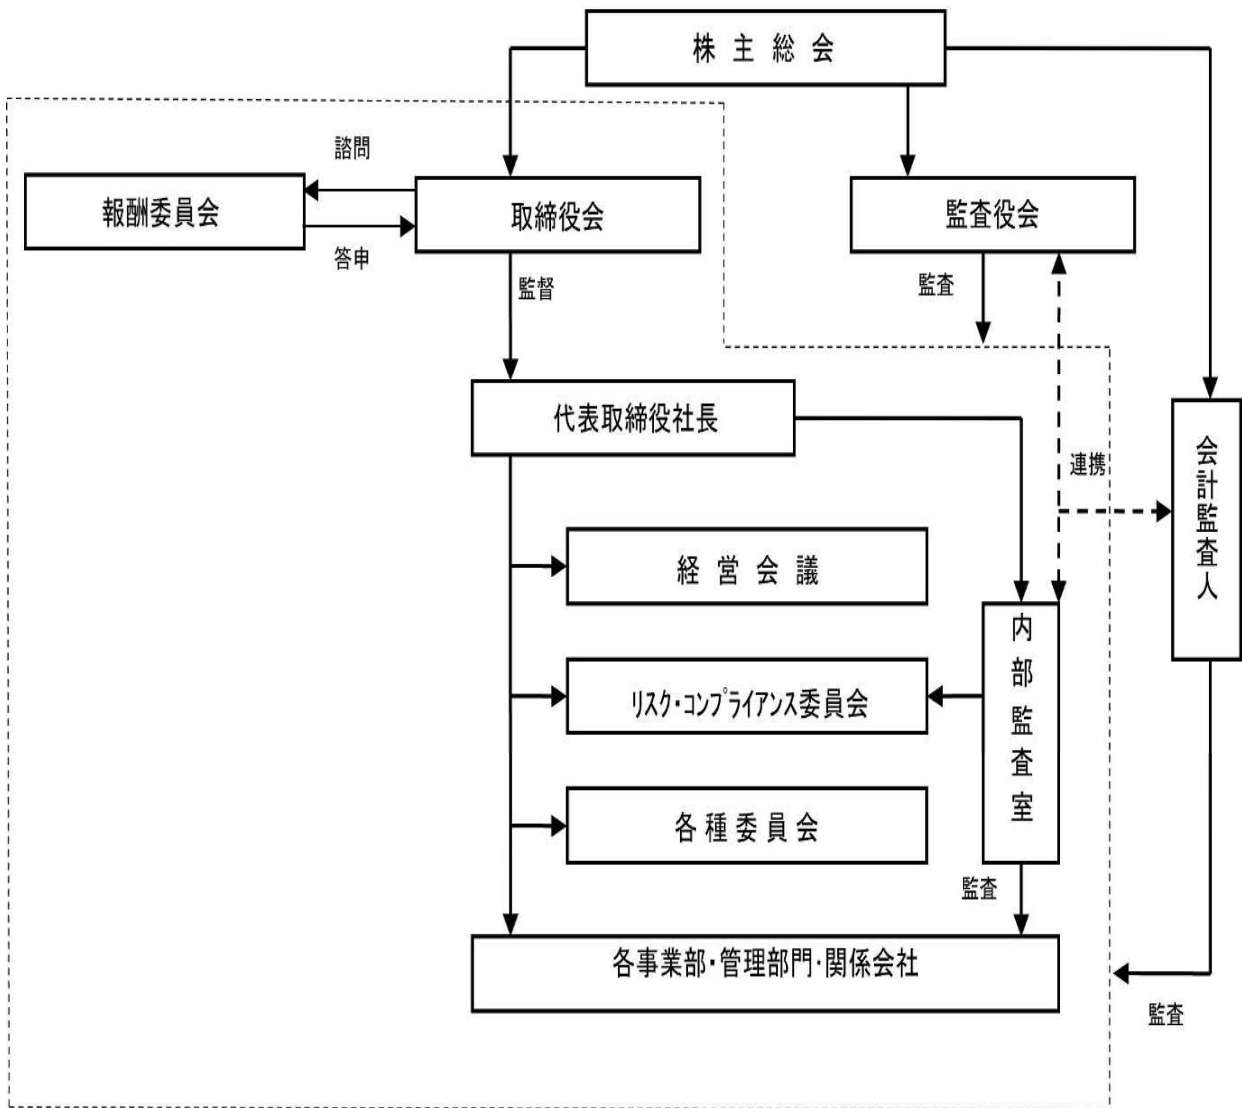 株主総会
諮問
報酬委員会
取締役会
監査役会
答申
監督
監査
代表取締役社長
連携
会計監査人
経営会議
内部監査室
リスク・コンプライアンス委員会
各種委員会
監査
各事業部・管理部門・関係会社
監査